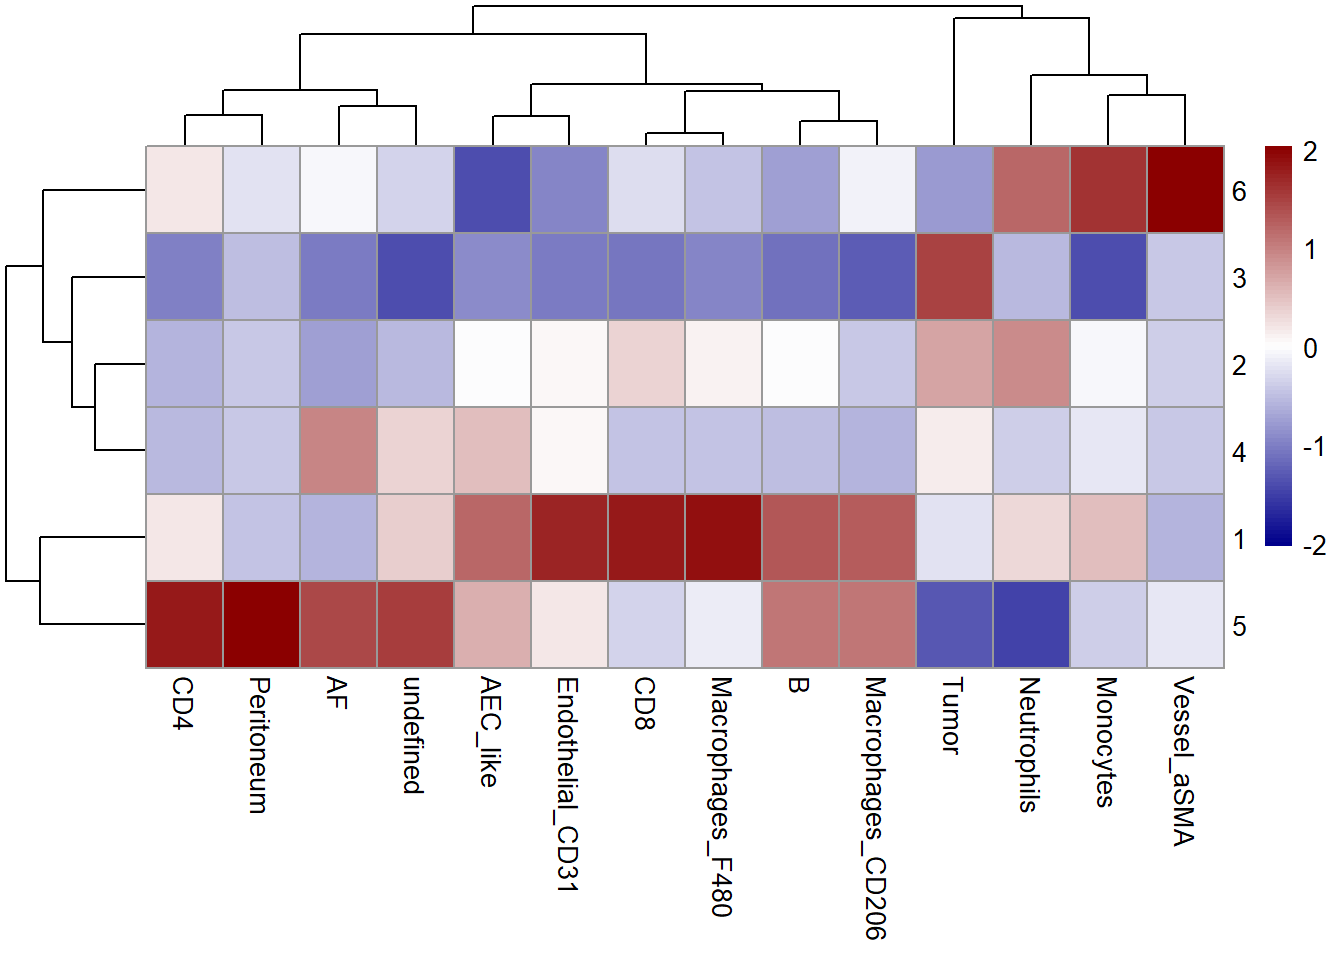 2
1
0
-1
-2
6
3
2
4
1
5
CD4
Peritoneum
AF
undefined
AEC_like
Endothelial_CD31
CD8
Macrophages_F480
B
Macrophages_CD206
Tumor
Neutrophils
Monocytes
Vessel_aSMA